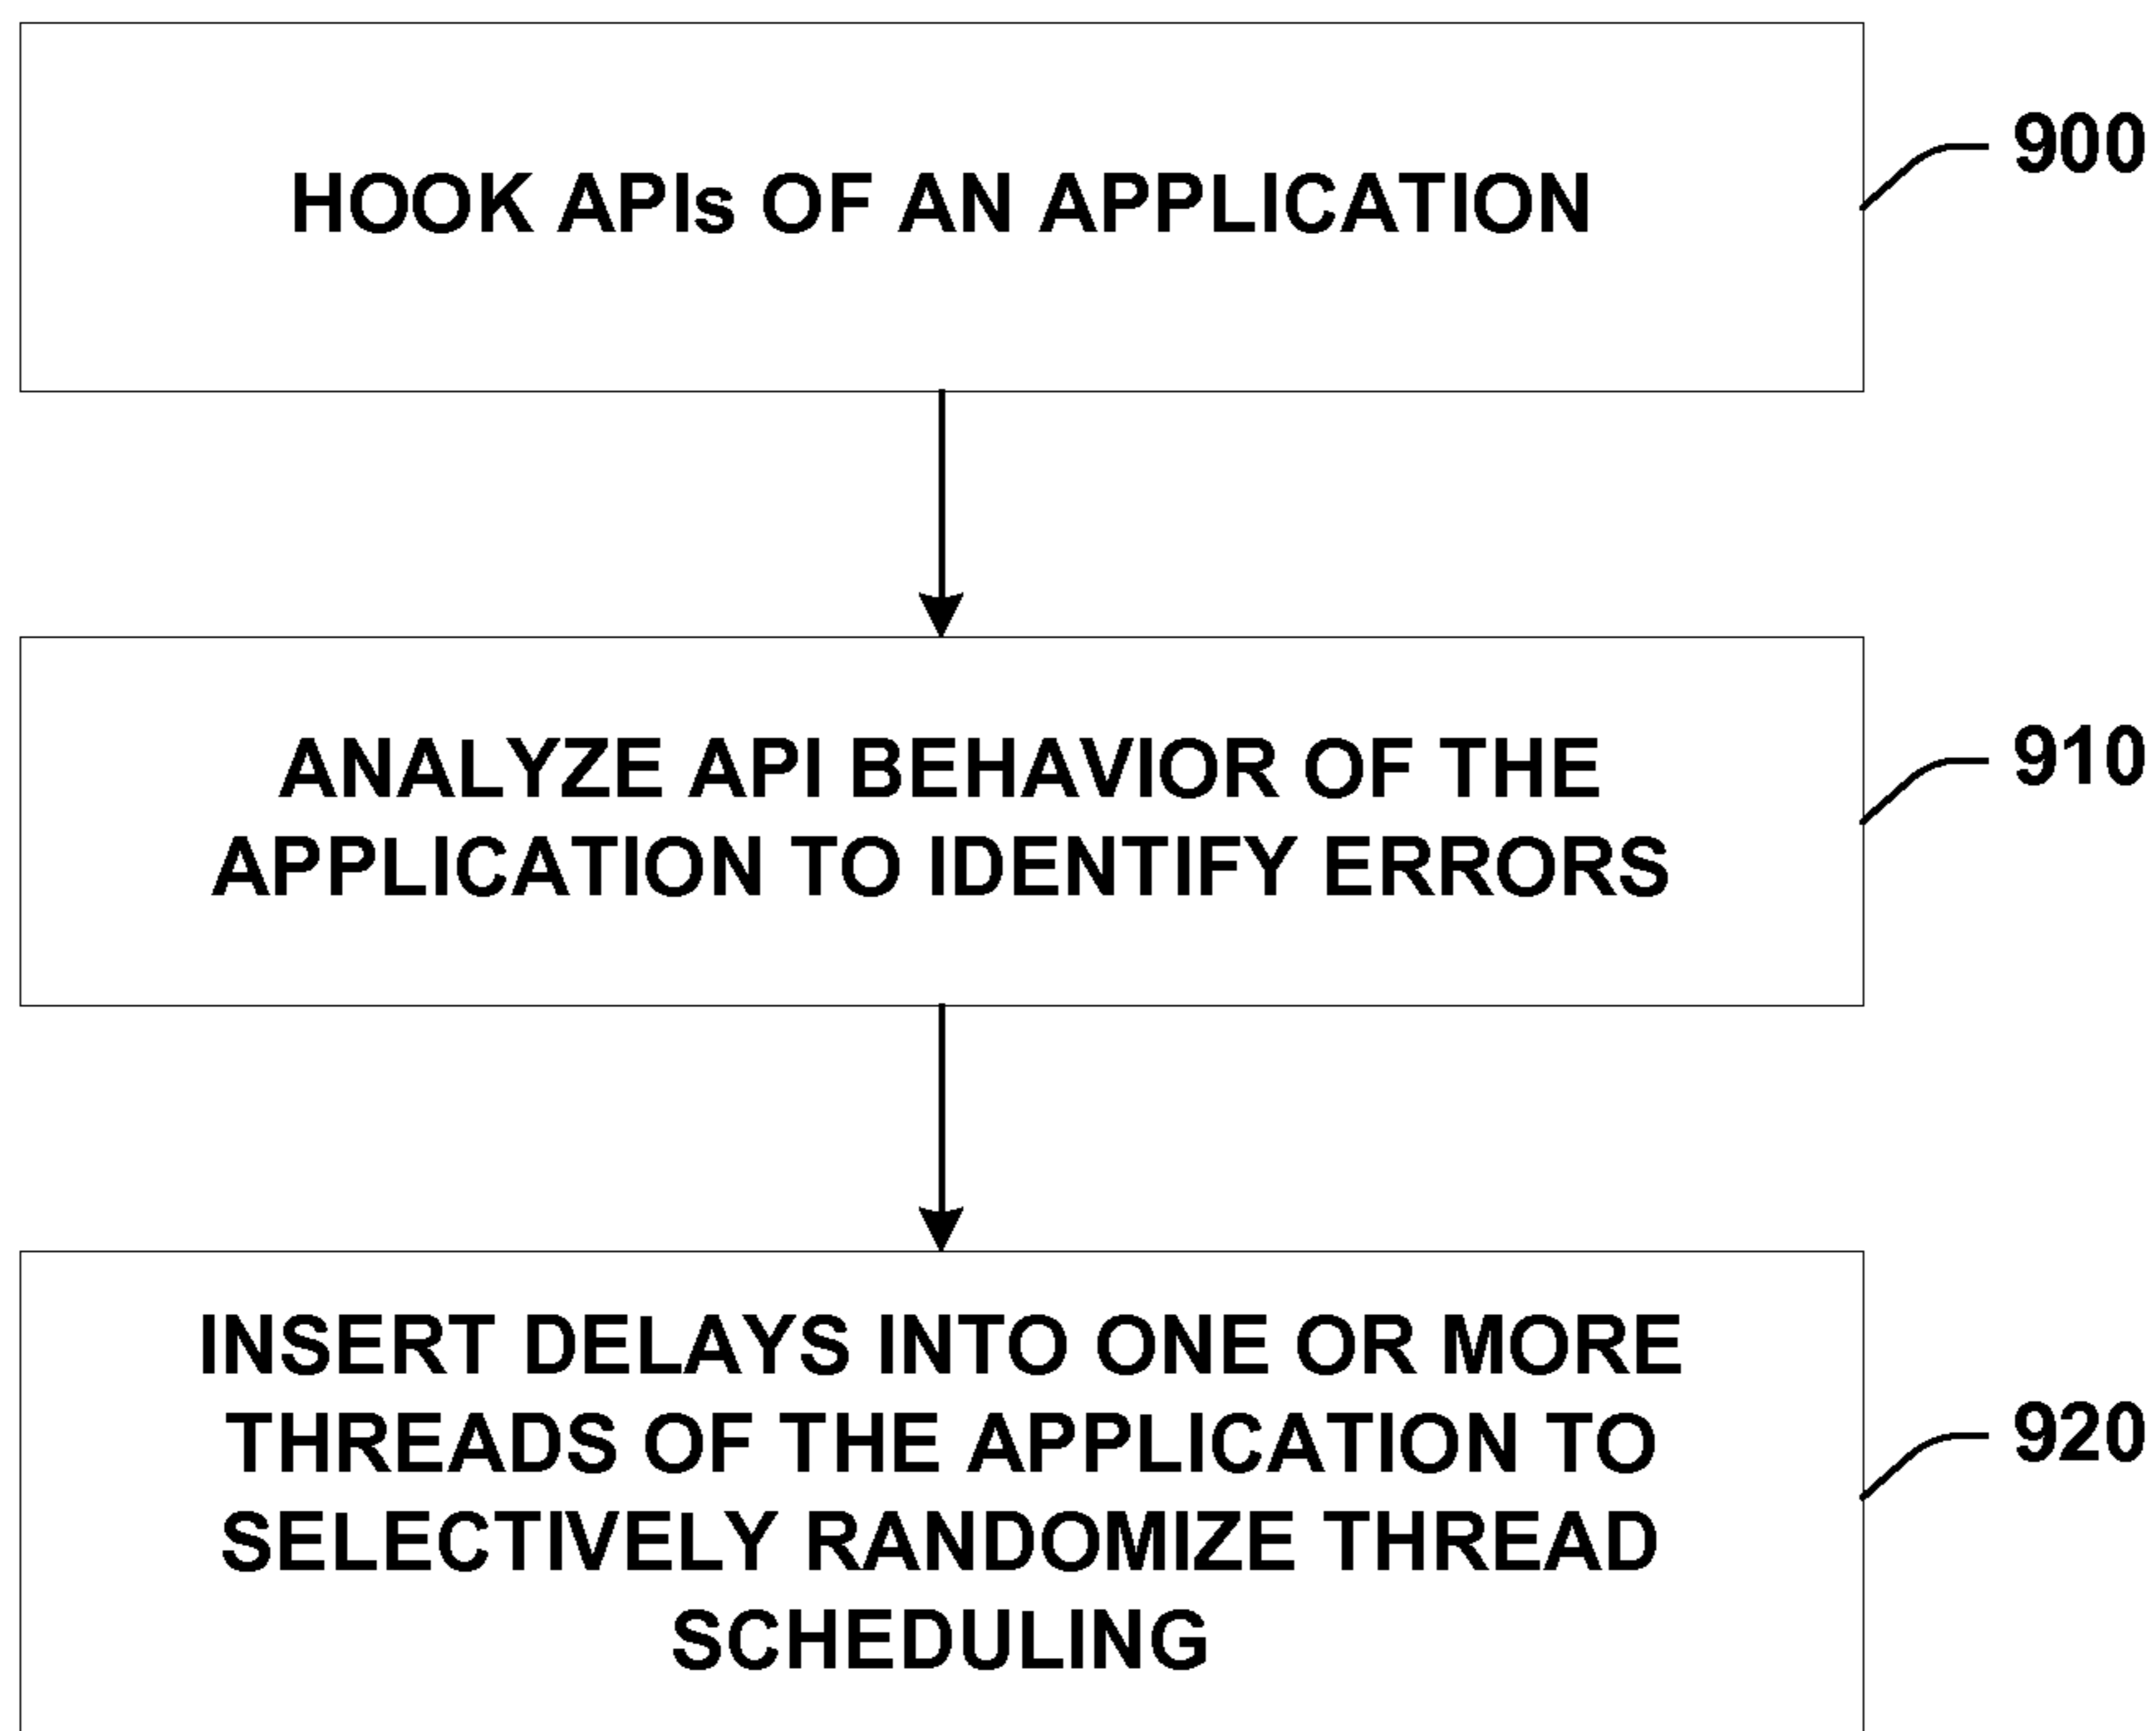 HOOK APIs OF AN APPLICATION
900
ANALYZE API BEHAVIOR OF THE
APPLICATION TO IDENTIFY ERRORS
910
INSERT DELAYS INTO ONE OR MORE
THREADS OF THE APPLICATION TO
SELECTIVELY RANDOMIZE THREAD
SCHEDULING
920